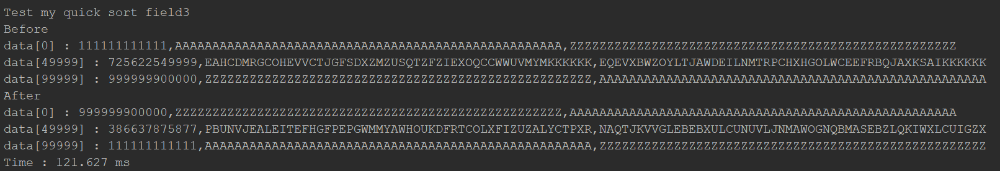 Test my quick sort field3
Before
data[0] : 111111111111,AAAAAAAAAAAAAAAAAAAAAAAAAAAAAAAAAAAAAAAAAAAAAAAAAAAA,ZZZZZZZZZZZZZZZZZZZZZZZZZZZZZZZZZZZZZZZZZZZZZZZZZZZZ
data[49999] : 725622549999,EAHCDMRGCOHEVVCTJGFSDXZMZUSQTZFZIEXOQCCWWUVMYMKKKKKK,EQEVXBWZOYLTJAWDEILNMTRPCHXHGOLWCEEFRBQJAXKSAIKKKKKK
data[99999] : 999999900000,ZZZZZZZZZZZZZZZZZZZZZZZZZZZZZZZZZZZZZZZZZZZZZZZZZZZZ,AAAAAAAAAAAAAAAAAAAAAAAAAAAAAAAAAAAAAAAAAAAAAAAAAAAA
After
data[0] : 999999900000,ZZZZZZZZZZZZZZZZZZZZZZZZZZZZZZZZZZZZZZZZZZZZZZZZZZZZ,AAAAAAAAAAAAAAAAAAAAAAAAAAAAAAAAAAAAAAAAAAAAAAAAAAAA
data[49999] : 386637875877,PBUNVJEALEITEFHGFPEPGWMMYAWHOUKDFRTCOLXFIZUZALYCTPXR,NAQTJKVVGLEBEBXULCUNUVLJNMAWOGNQBMASEBZLQKIWXLCUIGZX
data[99999] : 111111111111,AAAAAAAAAAAAAAAAAAAAAAAAAAAAAAAAAAAAAAAAAAAAAAAAAAAA,ZZZZZZZZZZZZZZZZZZZZZZZZZZZZZZZZZZZZZZZZZZZZZZZZZZZZ
Time : 121.627 ms